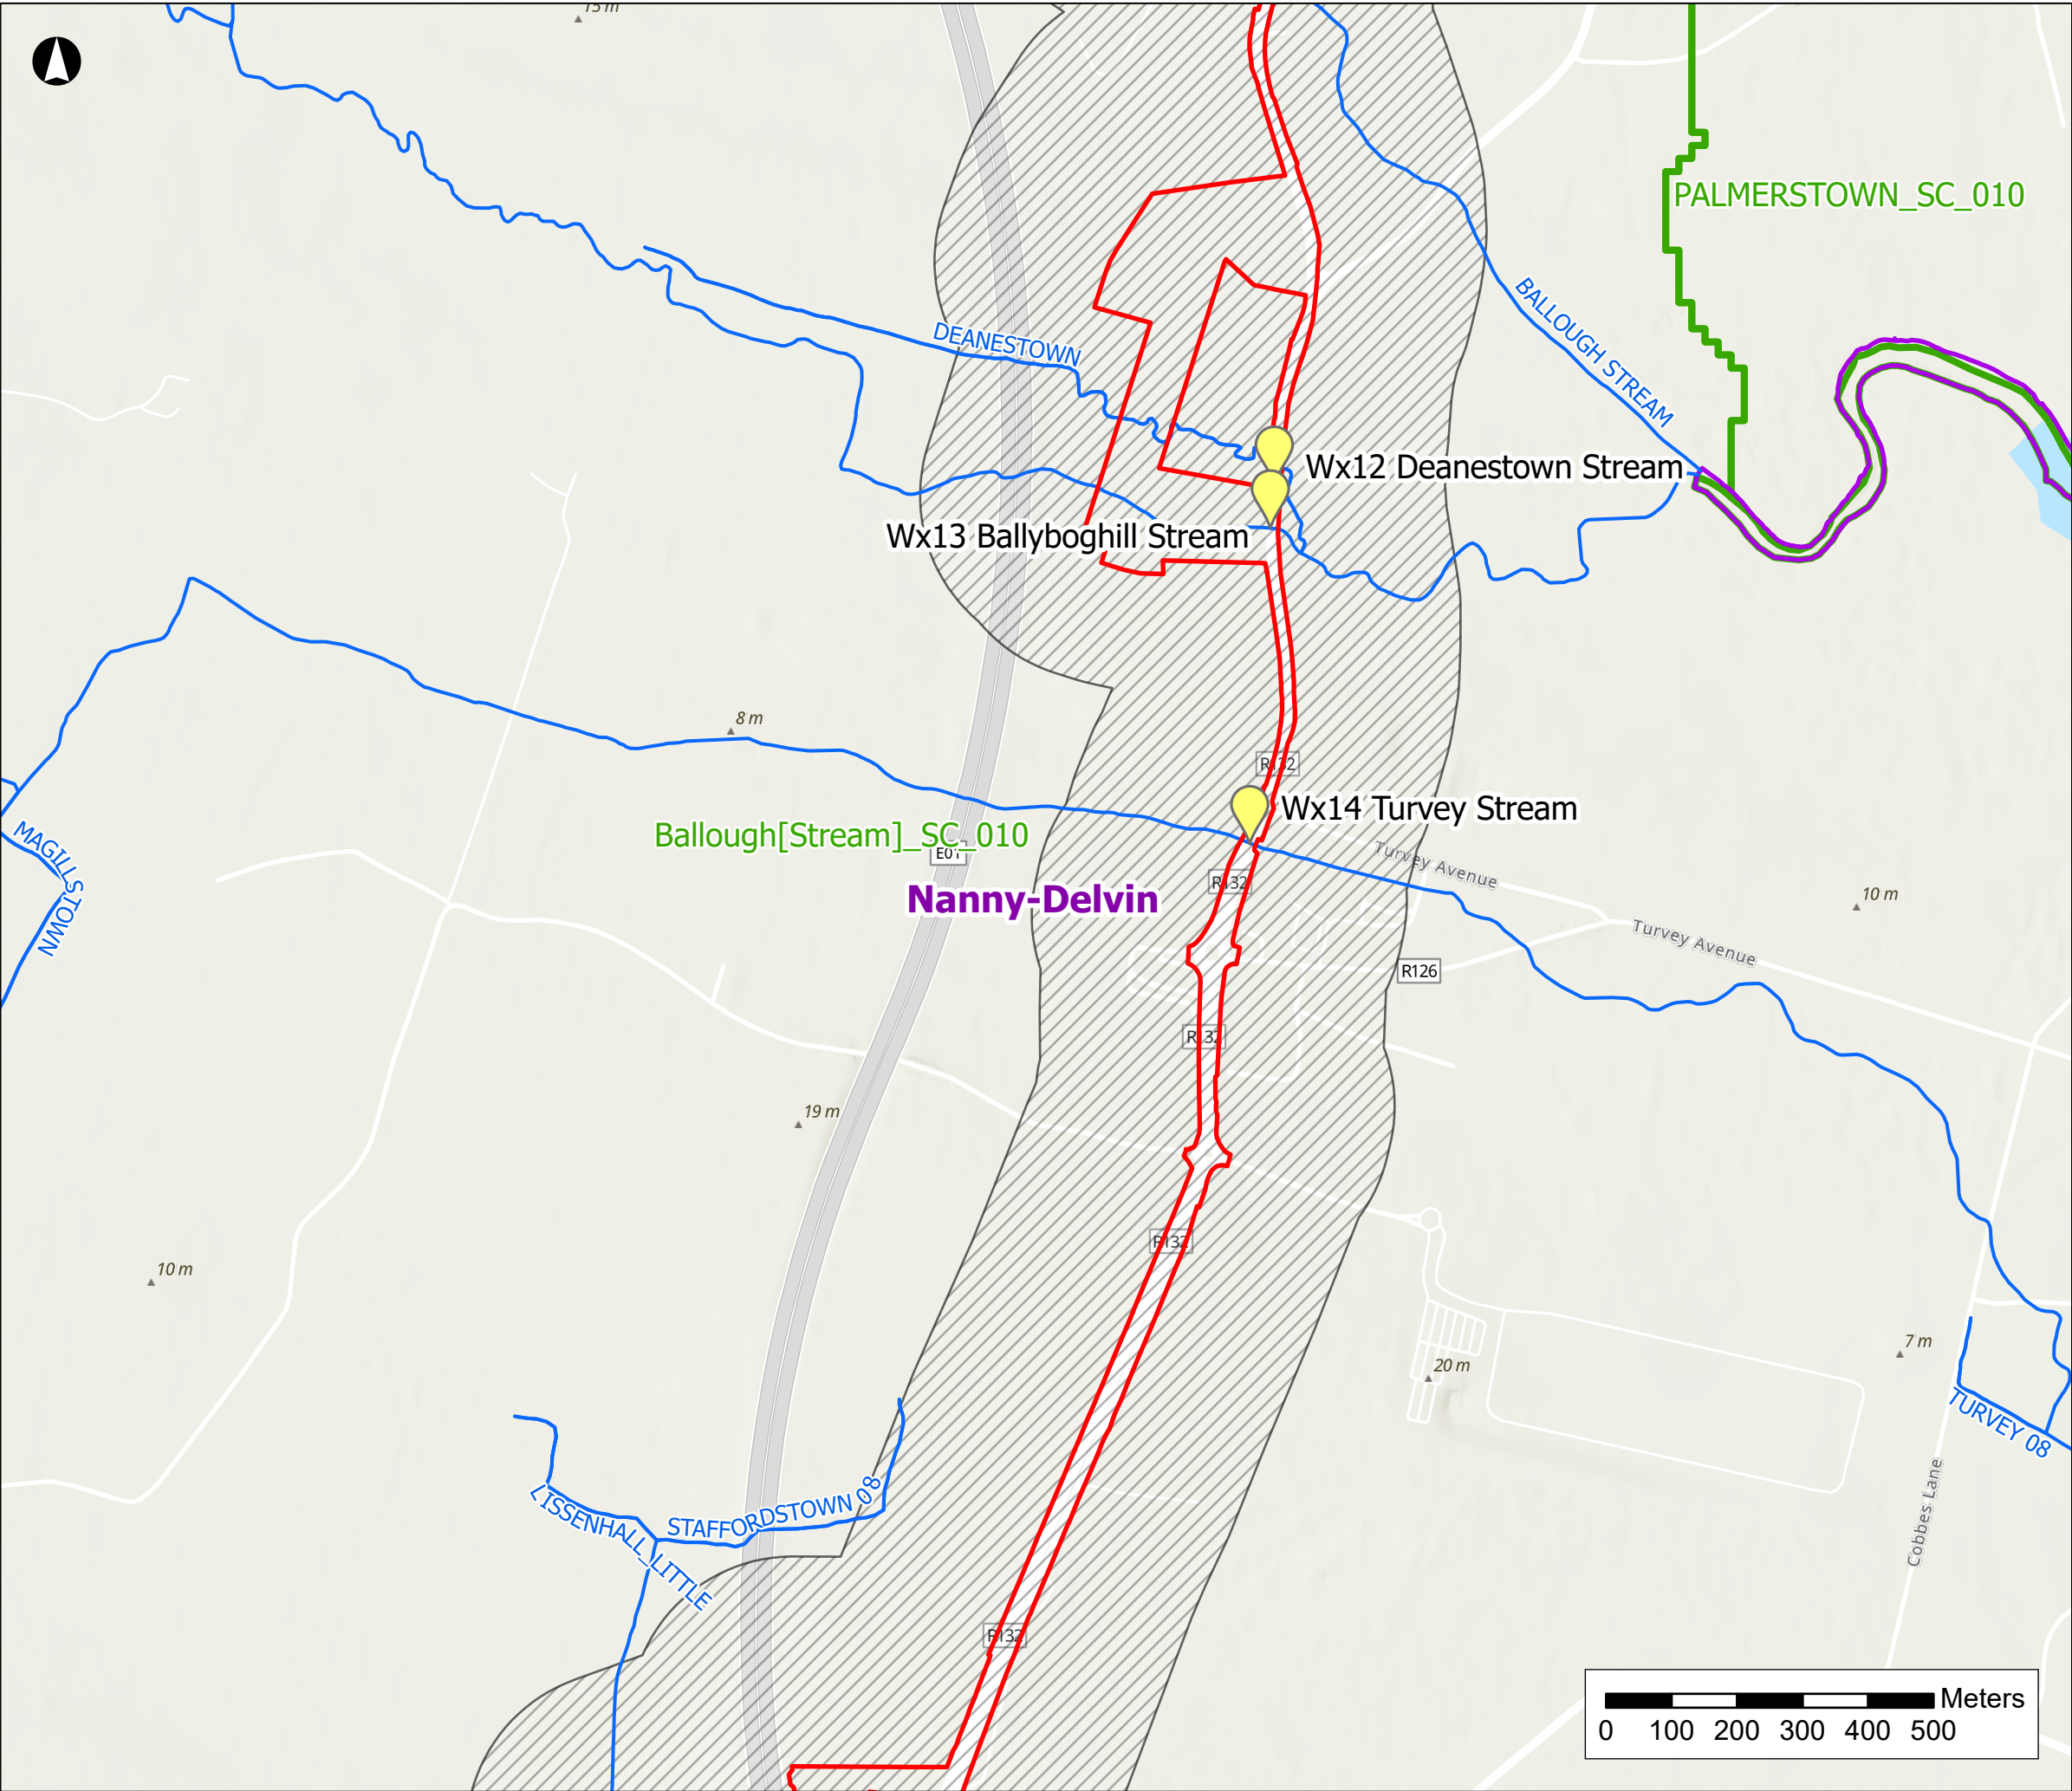 15 m
PALMERSTOWN_SC_010
DEANESTOWN
BALLOUGH STREAM
Wx12 Deanestown Stream
Wx13 Ballyboghill Stream
8 m
R132
Wx14 Turvey Stream
Ballough[Stream]_SC_010
E01
MAGILLSTOWN
Turvey Avenue
R132
Nanny-Delvin
10 m
Turvey Avenue
R126
R132
19 m
R132
10 m
7 m
20 m
TURVEY 08
STAFFORDSTOWN 08
LISSENHALL_LITTLE
Cobbes Lane
R132
Meters
0 100 200 300 400 500